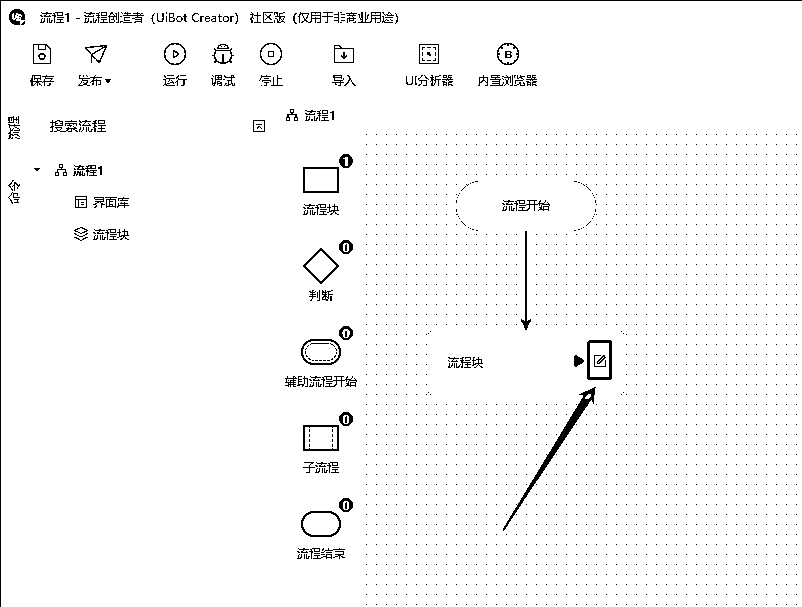 流程1 - 流程创造者（UiBot Creator） 社区版（仅用于非商业用途）
保存 发布 运行 调试 停止 导入 UI分析器 内置浏览器
流程
命令
搜索流程
流程1
界面库
流程块
流程1
1
流程块
0
判断
0
辅助流程开始
0
子流程
0
流程结束
流程开始
流程块